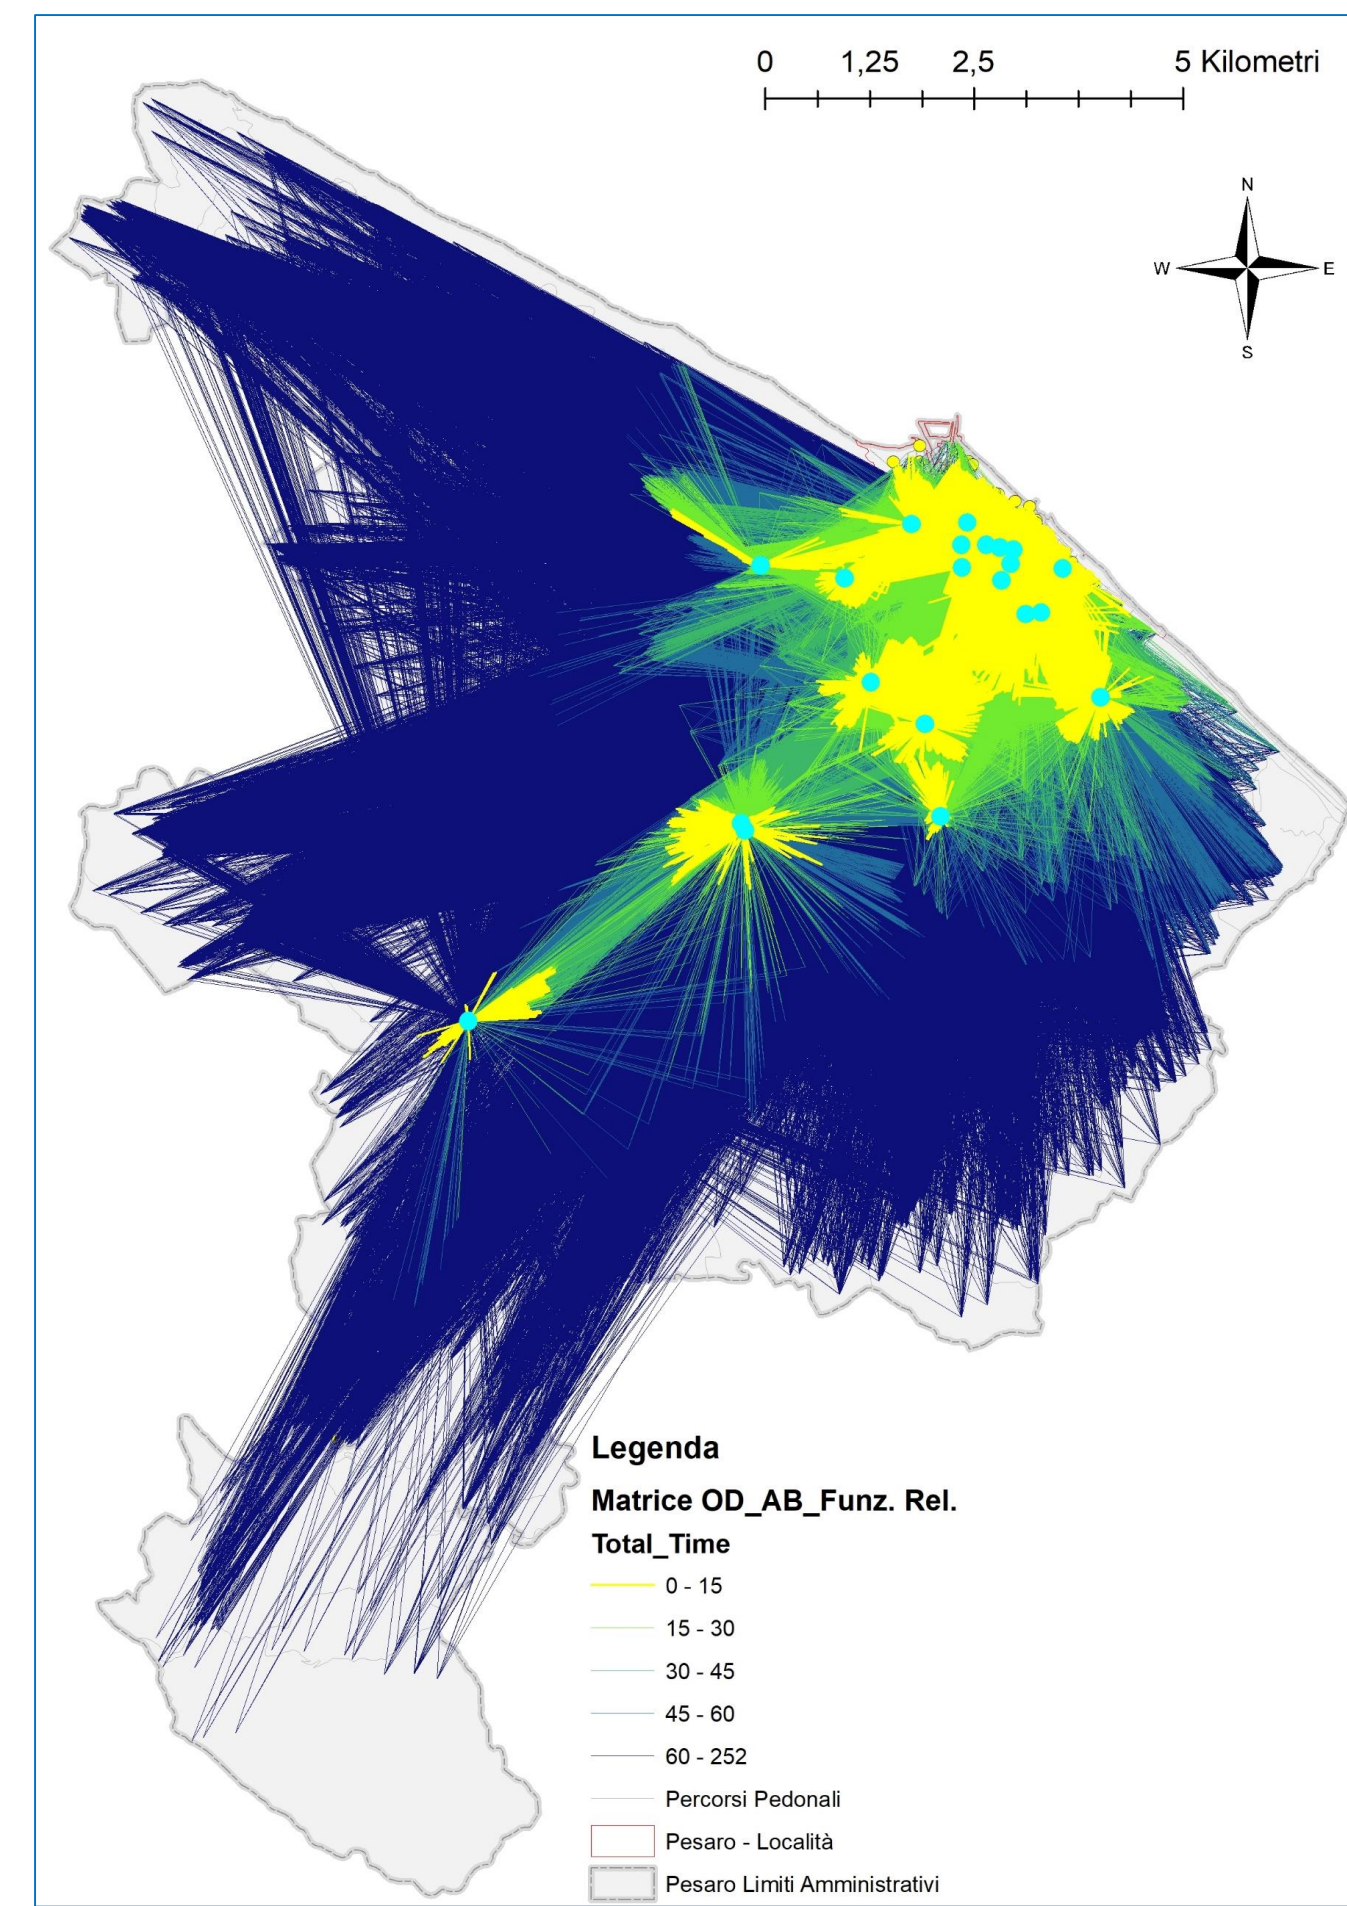 0 1,25 2,5 5 Kilometri
N
W E
S
Legenda
Matrice OD_AB_Funz. Rel.
Total_Time
0 - 15
15 - 30
30 - 45
45 - 60
60 - 252
Percorsi Pedonali
Pesaro - Località
Pesaro Limiti Amministrativi